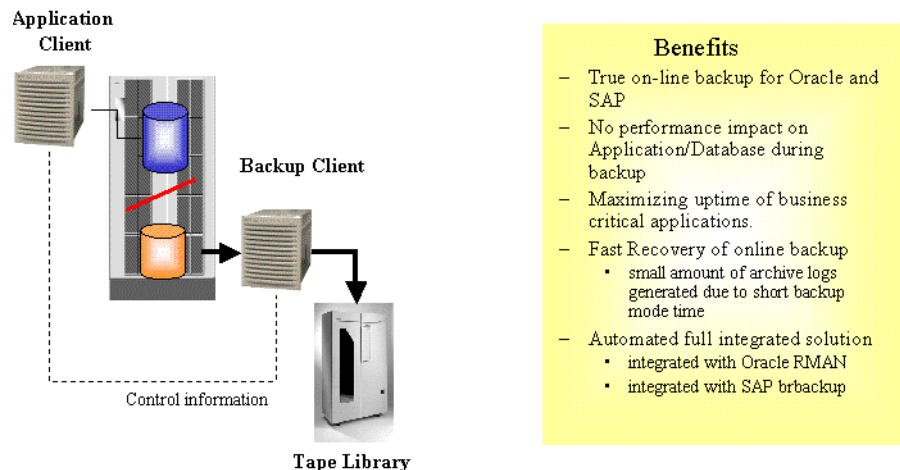 Application
Client
Backup Client
Control information
Tape Library
Benefits
– True on-line backup for Oracle and
SAP
– No performance impact on
Application/Database during
backup
– Maximizing uptime of business
critical applications.
– Fast Recovery of online backup
▪ small amount of archive logs
generated due to short backup
mode time
– Automated full integrated solution
▪ integrated with Oracle RMAN
▪ integrated with SAP brbackup